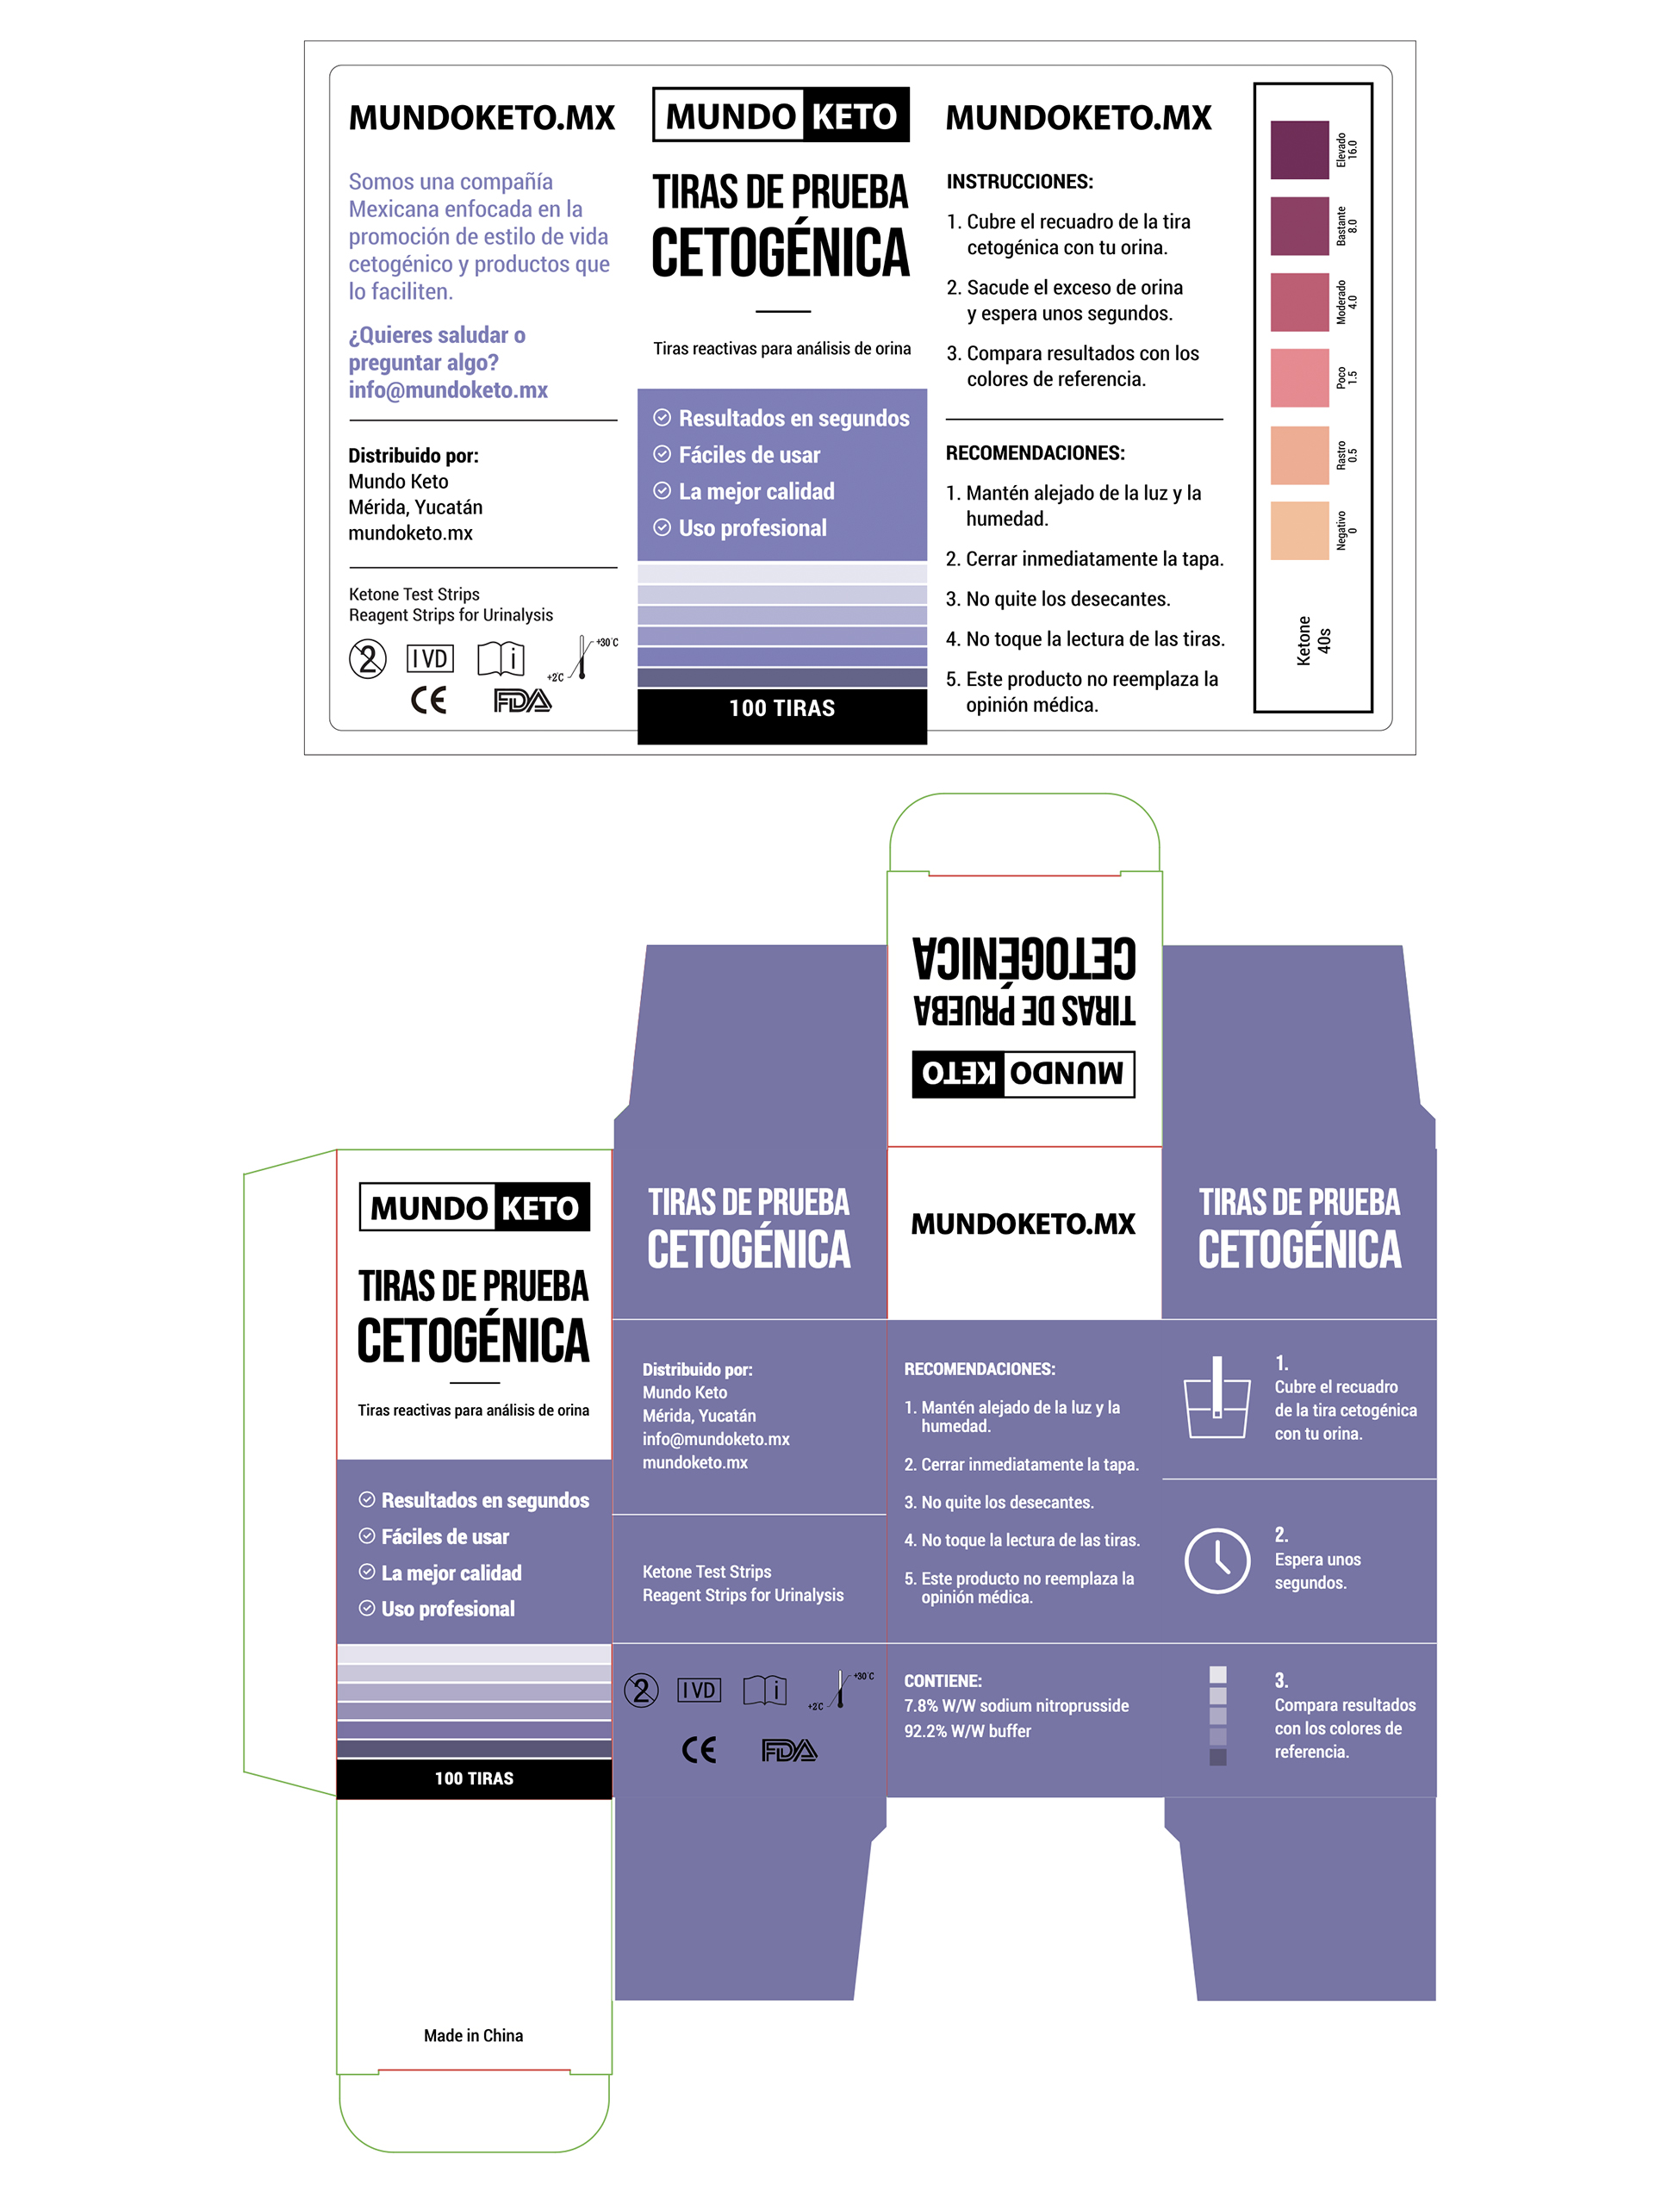 MUNDOKETO.MX
Somos una compañía
Mexicana enfocada en la
promoción de estilo de vida
cetogénico y productos que
lo faciliten.
¿Quieres saludar o
preguntar algo?
info@mundoketo.mx
Distribuido por:
Mundo Keto
Mérida, Yucatán
mundoketo.mx
Ketone Test Strips
Reagent Strips for Urinalysis
2 IVD i +2°C +30°C
CE FDA
MUNDO KETO
TIRAS DE PRUEBA
CETOGÉNICA
Tiras reactivas para análisis de orina
Resultados en segundos
Fáciles de usar
La mejor calidad
Uso profesional
100 TIRAS
MUNDOKETO.MX
INSTRUCCIONES:
1. Cubre el recuadro de la tira
cetogénica con tu orina.
2. Sacude el exceso de orina
y espera unos segundos.
3. Compara resultados con los
colores de referencia.
RECOMENDACIONES:
1. Mantén alejado de la luz y la
humedad.
2. Cerrar inmediatamente la tapa.
3. No quite los desecantes.
4. No toque la lectura de las tiras.
5. Este producto no reemplaza la
opinión médica.
Elevado
16.0
Bastante
8.0
Moderado
4.0
Poco
1.5
Rastro
0.5
Negativo
0
Ketone
40s
MUNDO KETO
TIRAS DE PRUEBA
CETOGÉNICA
MUNDO KETO
TIRAS DE PRUEBA
CETOGÉNICA
Tiras reactivas para análisis de orina
Resultados en segundos
Fáciles de usar
La mejor calidad
Uso profesional
100 TIRAS
Made in China
TIRAS DE PRUEBA
CETOGÉNICA
Distribuido por:
Mundo Keto
Mérida, Yucatán
info@mundoketo.mx
mundoketo.mx
Ketone Test Strips
Reagent Strips for Urinalysis
2 IVD i +2°C +30°C
CE FDA
MUNDOKETO.MX
RECOMENDACIONES:
1. Mantén alejado de la luz y la
humedad.
2. Cerrar inmediatamente la tapa.
3. No quite los desecantes.
4. No toque la lectura de las tiras.
5. Este producto no reemplaza la
opinión médica.
CONTIENE:
7.8% W/W sodium nitroprusside
92.2% W/W buffer
TIRAS DE PRUEBA
CETOGÉNICA
1.
Cubre el recuadro
de la tira cetogénica
con tu orina.
2.
Espera unos
segundos.
3.
Compara resultados
con los colores de
referencia.